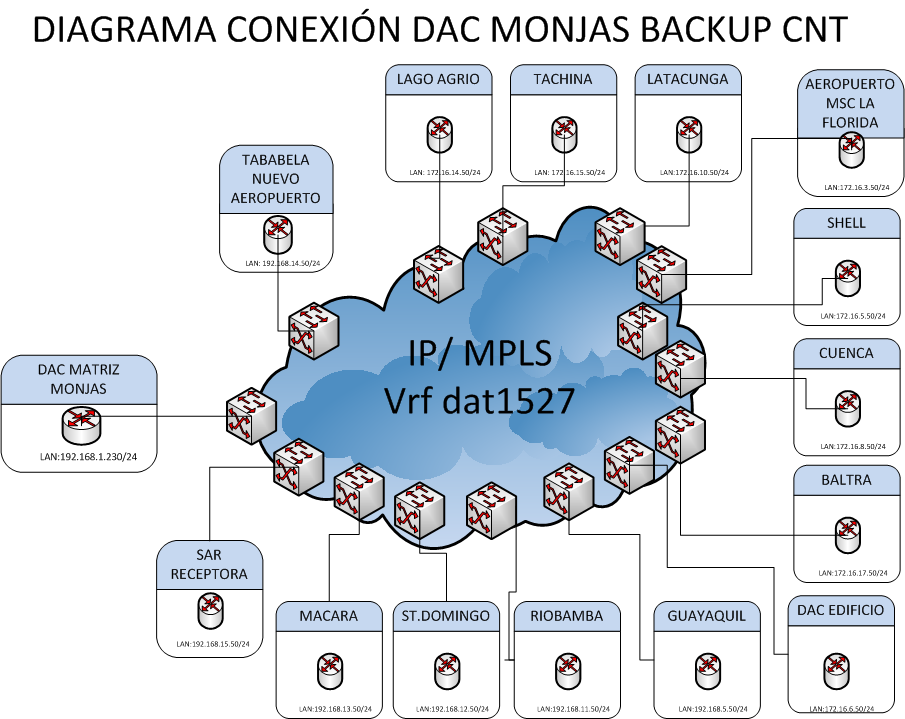 DIAGRAMA CONEXIÓN DAC MONJAS BACKUP CNT
LAGO AGRIO
LAN: 172.16.14.50/24
TACHINA
LAN: 172.16.15.50/24
LATACUNGA
LAN: 172.16.10.50/24
AEROPUERTO
MSC LA
FLORIDA
LAN: 172.16.3.50/24
TABABELA
NUEVO
AEROPUERTO
LAN: 192.168.14.50/24
SHELL
LAN:172.16.5.50/24
IP/ MPLS
Vrf dat1527
CUENCA
LAN:172.16.8.50/24
DAC MATRIZ
MONJAS
LAN:192.168.1.230/24
BALTRA
LAN:172.16.17.50/24
SAR
RECEPTORA
LAN:192.168.15.50/24
MACARA
LAN:192.168.13.50/24
ST.DOMINGO
LAN:192.168.12.50/24
RIOBAMBA
LAN:192.168.11.50/24
GUAYAQUIL
LAN:192.168.5.50/24
DAC EDIFICIO
LAN:172.16.6.50/24